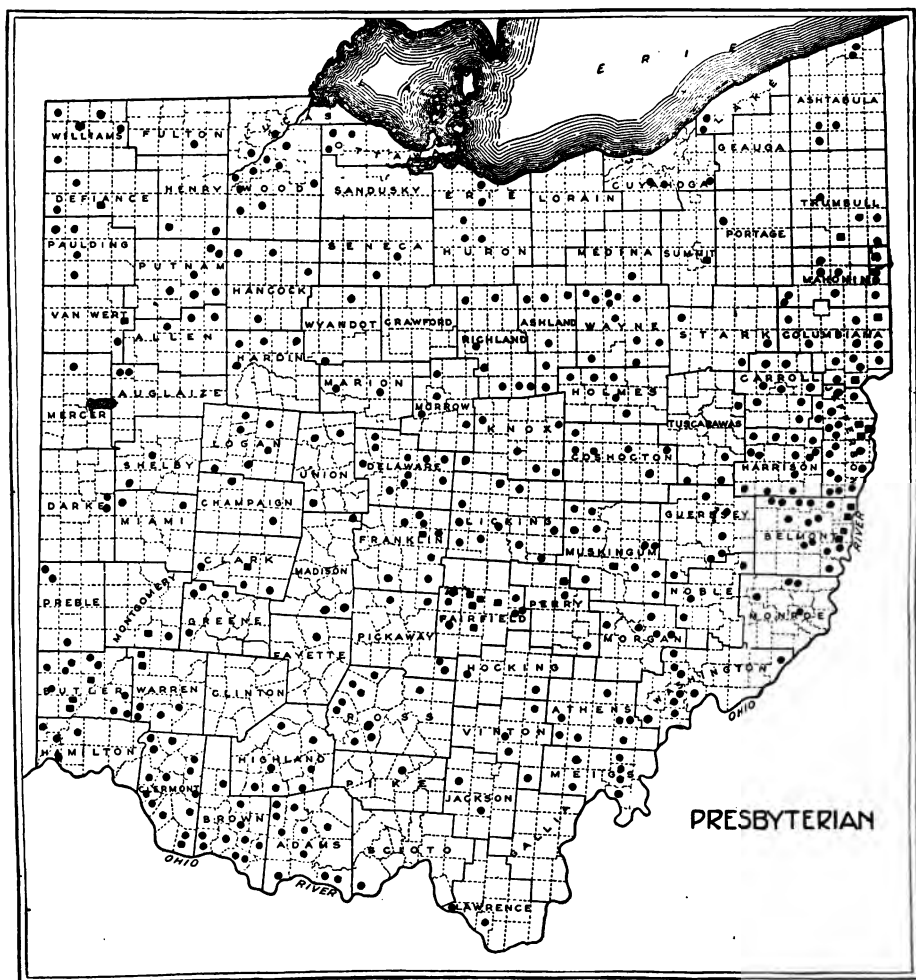 ERIE
LAKE
ASHTABULA
WILLIAMS
FULTON
LUCAS
OTTAWA
GEAUGA
CUYAHOGA
DEFIANCE
HENRY
WOOD
SANDUSKY
ERIE
LORAIN
TRUMBULL
PAULDING
PUTNAM
SENECA
HURON
MEDINA
SUMMIT
PORTAGE
MAHONING
HANCOCK
VAN WERT
ALLEN
WYANDOT
CRAWFORD
RICHLAND
ASHLAND
WAYNE
STARK
COLUMBIANA
HARDIN
MARION
CARROLL
MERCER
AUGLAIZE
MORROW
HOLMES
TUSCARAWAS
JEFFERSON
LOGAN
UNION
DELAWARE
KNOX
COSHOCTON
HARRISON
SHELBY
DARKE
MIAMI
CHAMPAIGN
LICKING
GUERNSEY
BELMONT
RIVER
FRANKLIN
MUSKINGUM
CLARK
MADISON
PREBLE
MONTGOMERY
GREENE
FAIRFIELD
PERRY
NOBLE
MONROE
FAYETTE
PICKAWAY
MORGAN
HOCKING
WASHINGTON
BUTLER
WARREN
CLINTON
ROSS
ATHENS
OHIO
VINTON
HAMILTON
HIGHLAND
MEIGS
CLERMONT
PIKE
JACKSON
BROWN
ADAMS
SCIOTO
GALLIA
PRESBYTERIAN
OHIO
RIVER
LAWRENCE